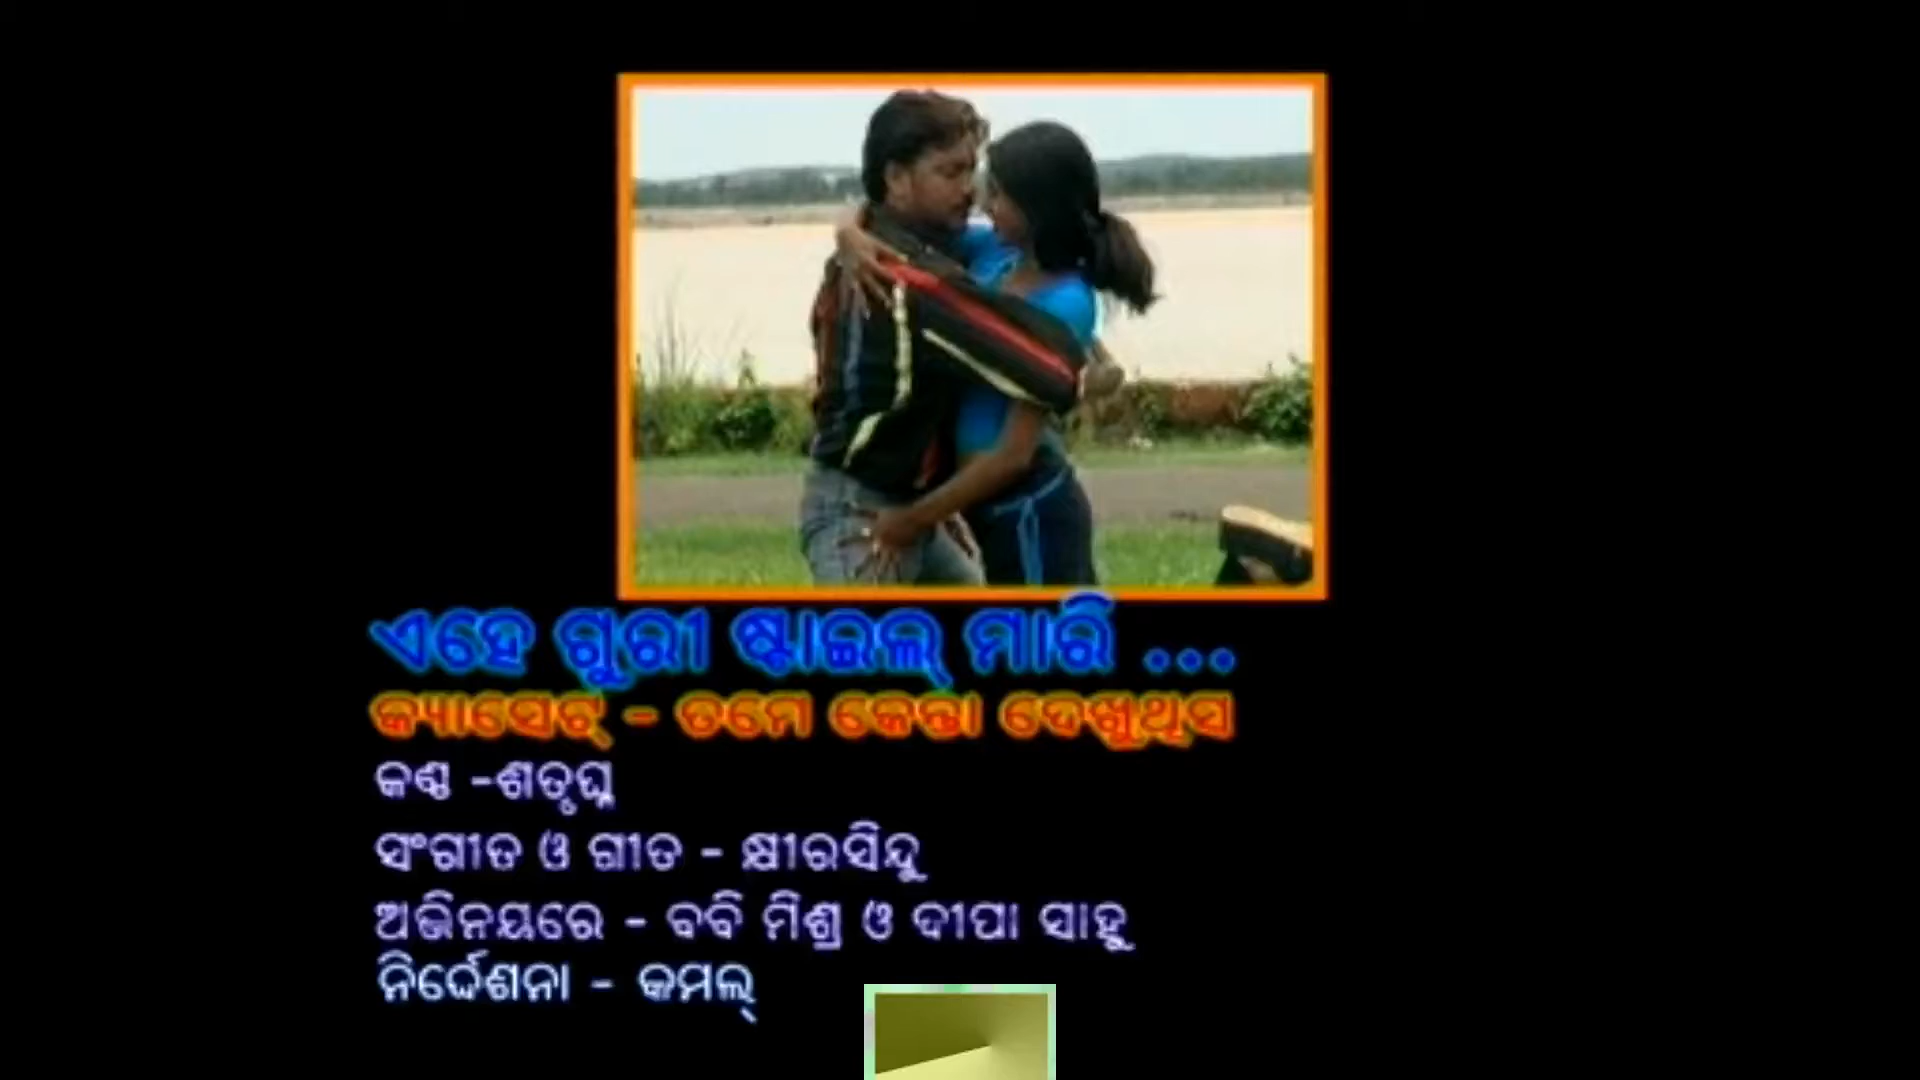 ଏହେ ଗୁରୀ ଷ୍ଟାଇଲ୍ ମାରି ...
କ୍ୟାସେଟ୍ - ତମେ କେନ୍ତା ଦେଖୁଥିସ
କଣ୍ଠ -ଶତୃଘ୍ନ
ସଂଗୀତ ଓ ଗୀତ - କ୍ଷୀରସିନ୍ଦୁ
ଅଭିନୟରେ - ବବି ମିଶ୍ର ଓ ଦୀପା ସାହୁ
ନିର୍ଦ୍ଦେଶନା - କମଲ୍